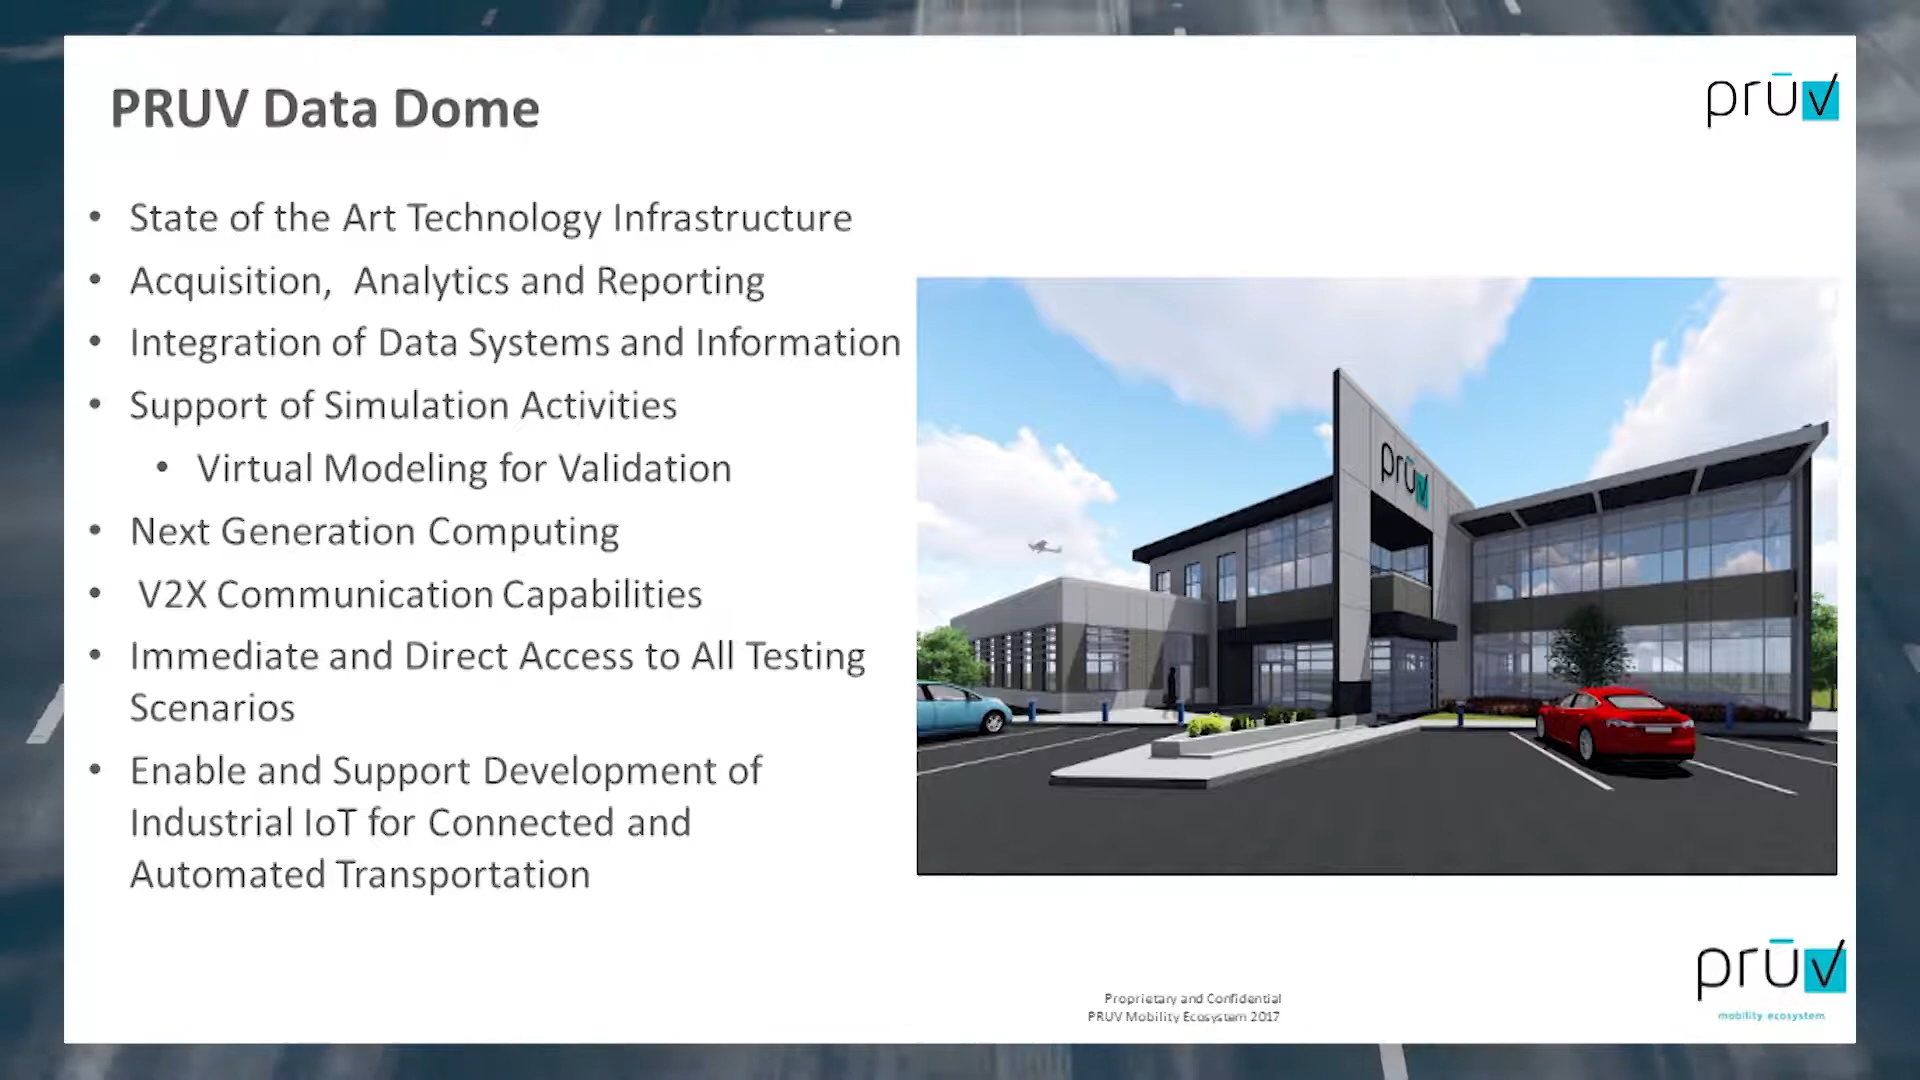 PRUV Data Dome
prūv
• State of the Art Technology Infrastructure
• Acquisition,  Analytics and Reporting
• Integration of Data Systems and Information
• Support of Simulation Activities
• Virtual Modeling for Validation
• Next Generation Computing
• V2X Communication Capabilities
• Immediate and Direct Access to All Testing
Scenarios
• Enable and Support Development of
Industrial IoT for Connected and
Automated Transportation
prūv
prūv
mobility ecosystem
Proprietary and Confidential
PRUV Mobility Ecosystem 2017